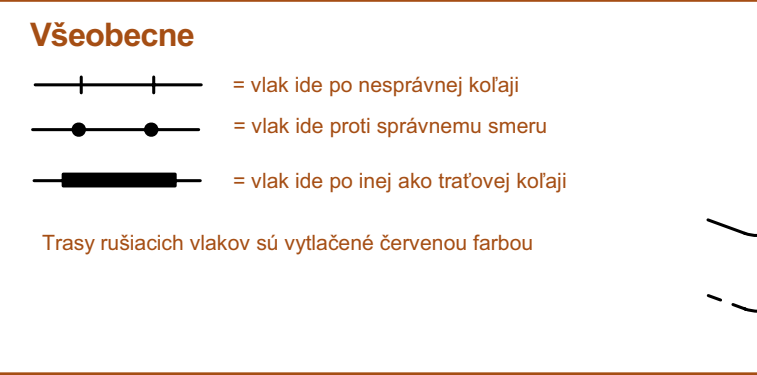 Všeobecne
= vlak ide po nesprávnej koľaji
= vlak ide proti správnemu smeru
= vlak ide po inej ako traťovej koľaji
Trasy rušiacich vlakov sú vytlačené červenou farbou